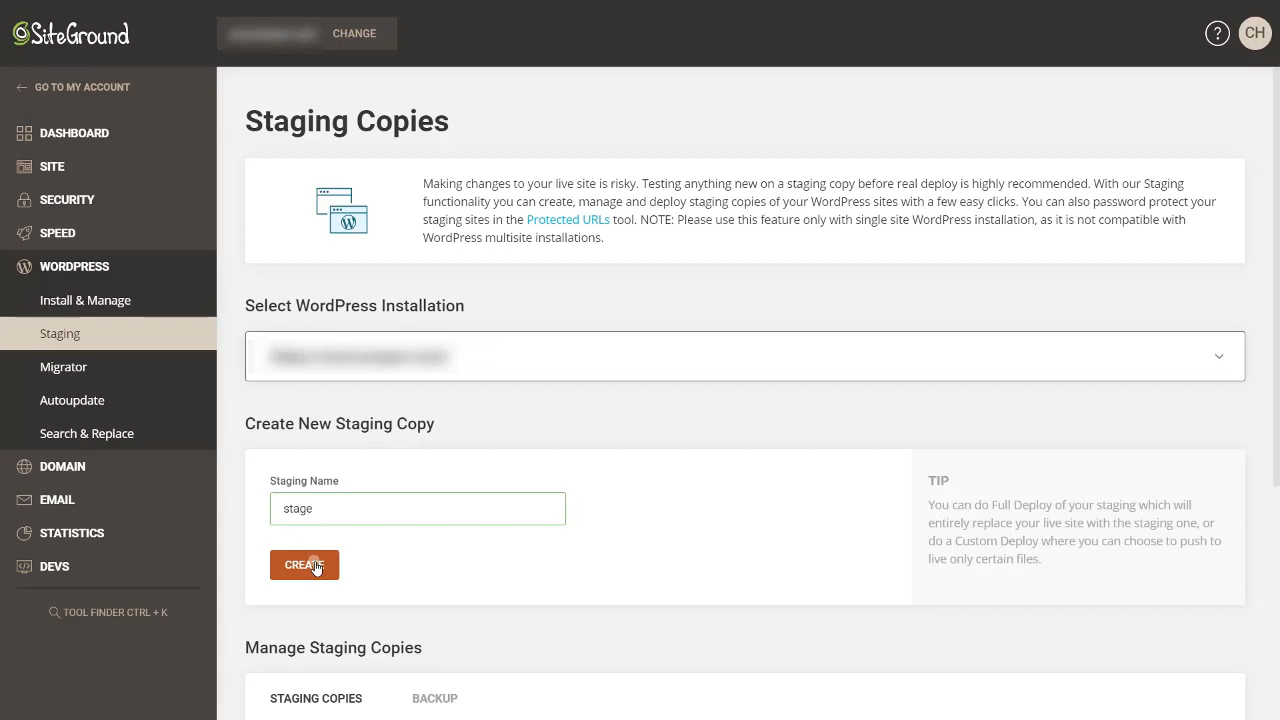 SiteGround
CHANGE
?
CH
GO TO MY ACCOUNT
DASHBOARD
SITE
SECURITY
SPEED
WORDPRESS
Install & Manage
Staging
Migrator
Autoupdate
Search & Replace
DOMAIN
EMAIL
STATISTICS
DEVS
TOOL FINDER CTRL + K
Staging Copies
Making changes to your live site is risky. Testing anything new on a staging copy before real deploy is highly recommended. With our Staging
functionality you can create, manage and deploy staging copies of your WordPress sites with a few easy clicks. You can also password protect your
staging sites in the Protected URLs tool. NOTE: Please use this feature only with single site WordPress installation, as it is not compatible with
WordPress multisite installations.
Select WordPress Installation
Create New Staging Copy
Staging Name
stage
CREATE
TIP
You can do Full Deploy of your staging which will
entirely replace your live site with the staging one, or
do a Custom Deploy where you can choose to push to
live only certain files.
Manage Staging Copies
STAGING COPIES
BACKUP